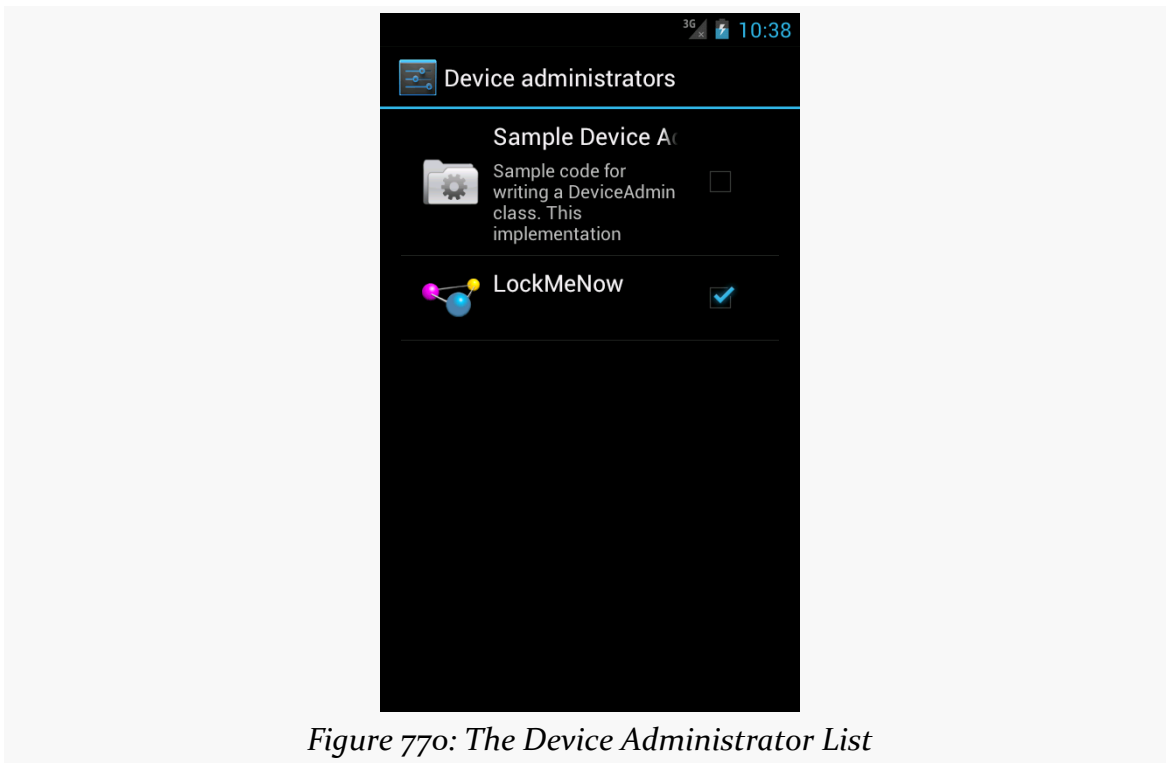 3G
10:38
Device administrators
Sample Device A
Sample code for
writing a DeviceAdmin
class. This
implementation
LockMeNow
Figure 770: The Device Administrator List